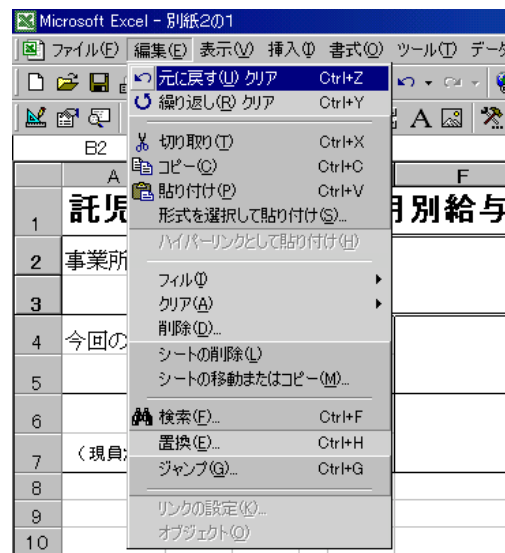 Microsoft Excel - 別紙2の1
ファイル(F) 編集(E) 表示(V) 挿入(I) 書式(O) ツール(T) デー
元に戻す(U) クリア Ctrl+Z
繰り返し(R) クリア Ctrl+Y
切り取り(T) Ctrl+X
コピー(C) Ctrl+C
貼り付け(P) Ctrl+V
形式を選択して貼り付け(S)...
ハイパーリンクとして貼り付け(H)
フィル(I)
クリア(A)
削除(D)...
シートの削除(L)
シートの移動またはコピー(M)...
検索(F)... Ctrl+F
置換(E)... Ctrl+H
ジャンプ(G)... Ctrl+G
リンクの設定(K)...
オブジェクト(O)
B2
A F
1 託児 別給与
2 事業所
3
4 今回の
5
6
7 (現員
8
9
10